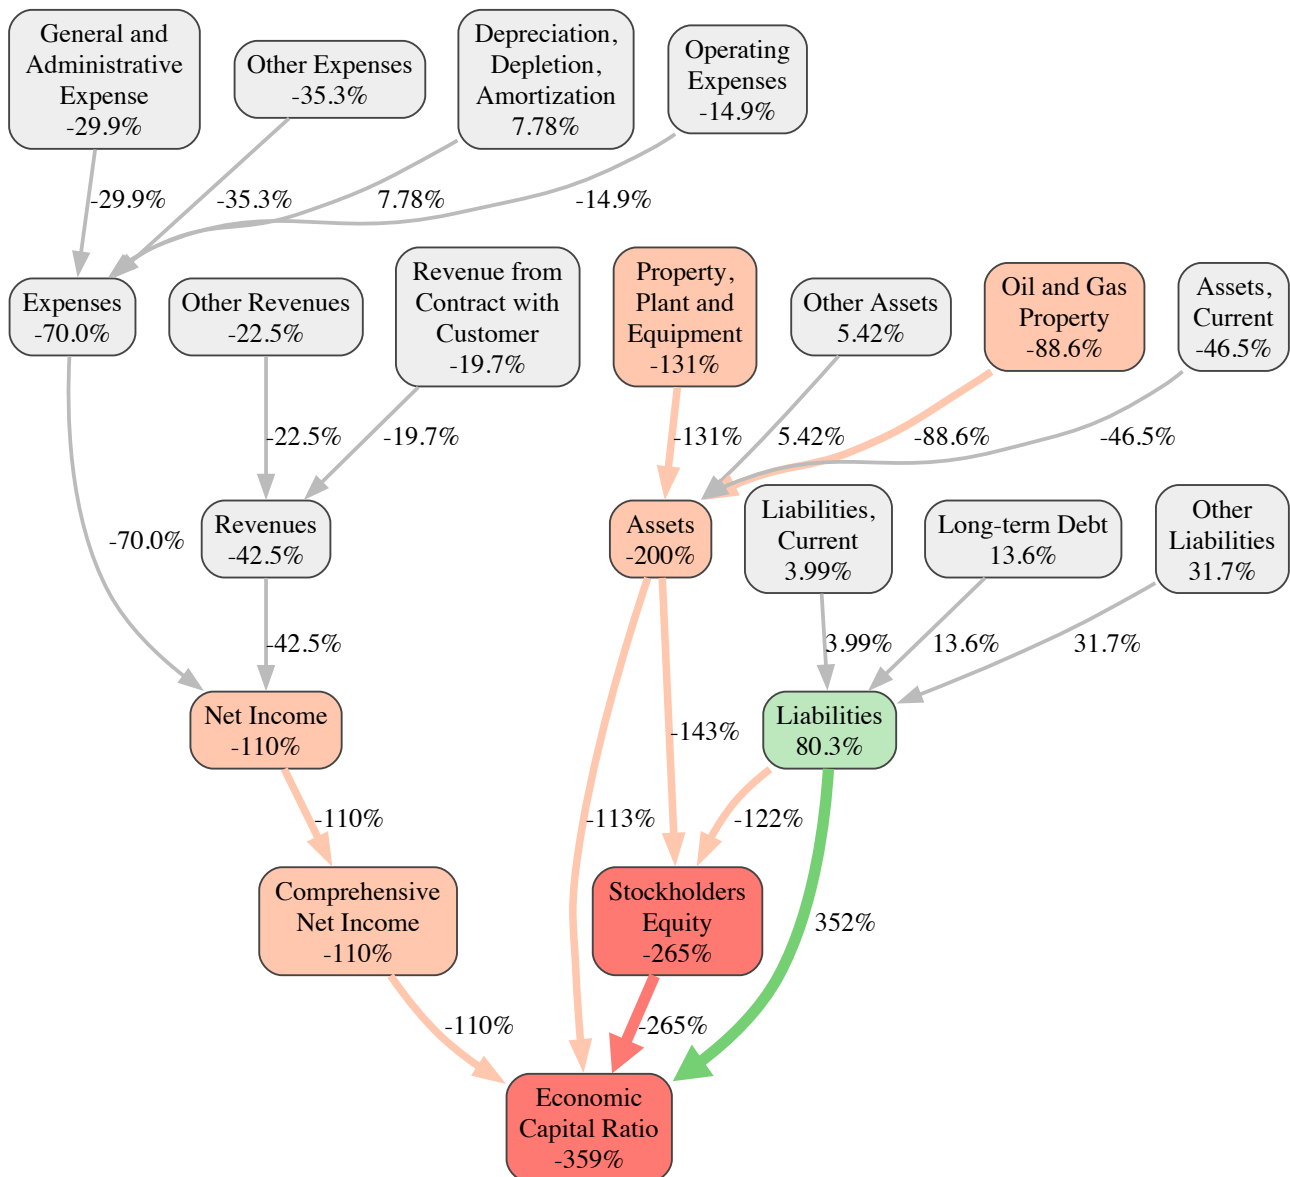 General and
Administrative
Expense
-29.9%
Other Expenses
-35.3%
Depreciation,
Depletion,
Amortization
7.78%
Operating
Expenses
-14.9%
-29.9%
-35.3%
7.78%
-14.9%
Expenses
-70.0%
Other Revenues
-22.5%
Revenue from
Contract with
Customer
-19.7%
Property,
Plant and
Equipment
-131%
Other Assets
5.42%
Oil and Gas
Property
-88.6%
Assets,
Current
-46.5%
-22.5%
-19.7%
-131%
5.42%
-88.6%
-46.5%
-70.0%
Revenues
-42.5%
Assets
-200%
Liabilities,
Current
3.99%
Long-term Debt
13.6%
Other
Liabilities
31.7%
-42.5%
3.99%
13.6%
31.7%
Net Income
-110%
-143%
Liabilities
80.3%
-110%
-113%
-122%
Comprehensive
Net Income
-110%
Stockholders
Equity
-265%
352%
-110%
-265%
Economic
Capital Ratio
-359%